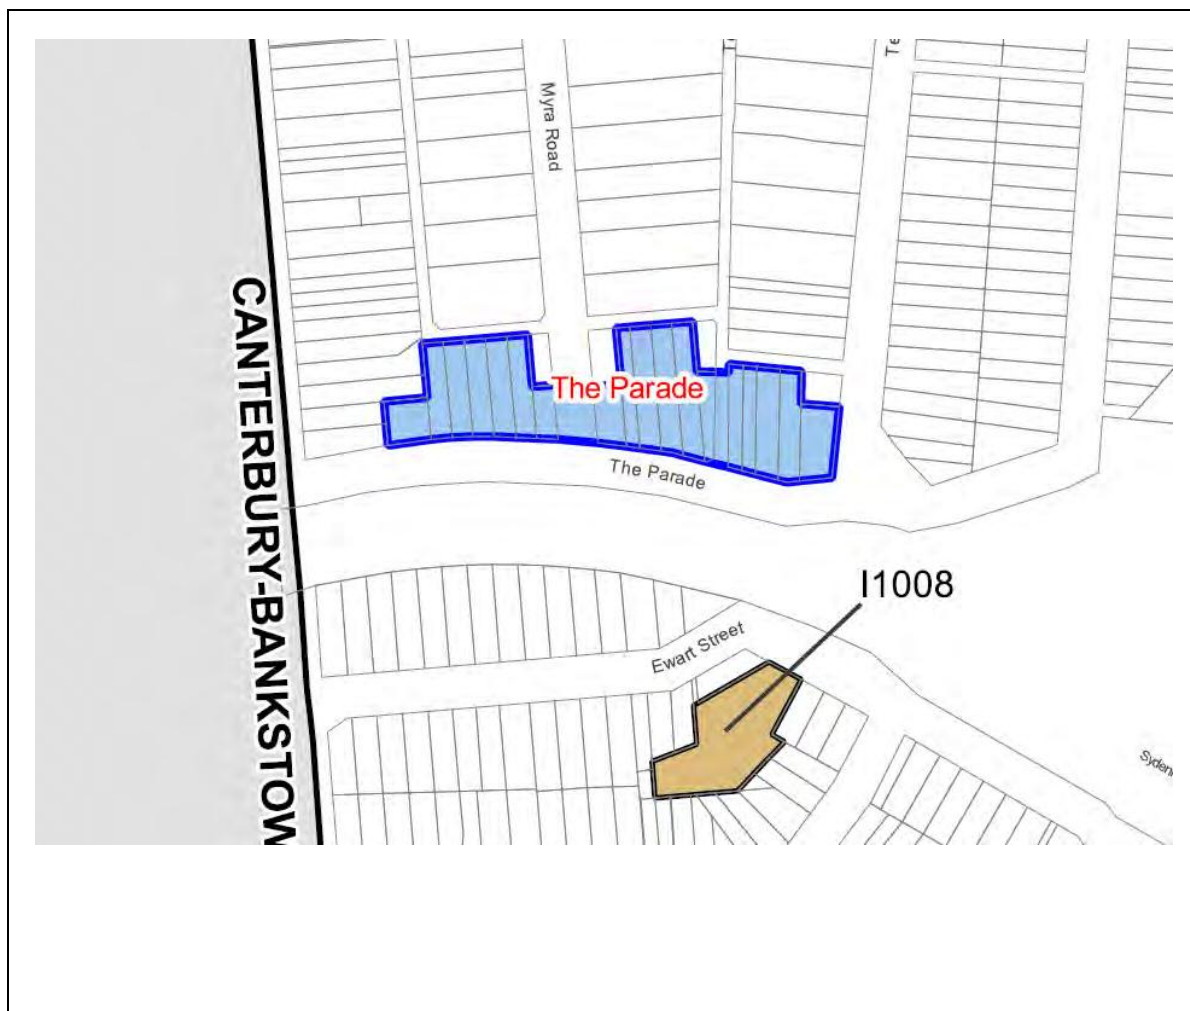 Myra Road
CANTERBURY-BANKSTOW
The Parade
The Parade
I1008
Ewart Street